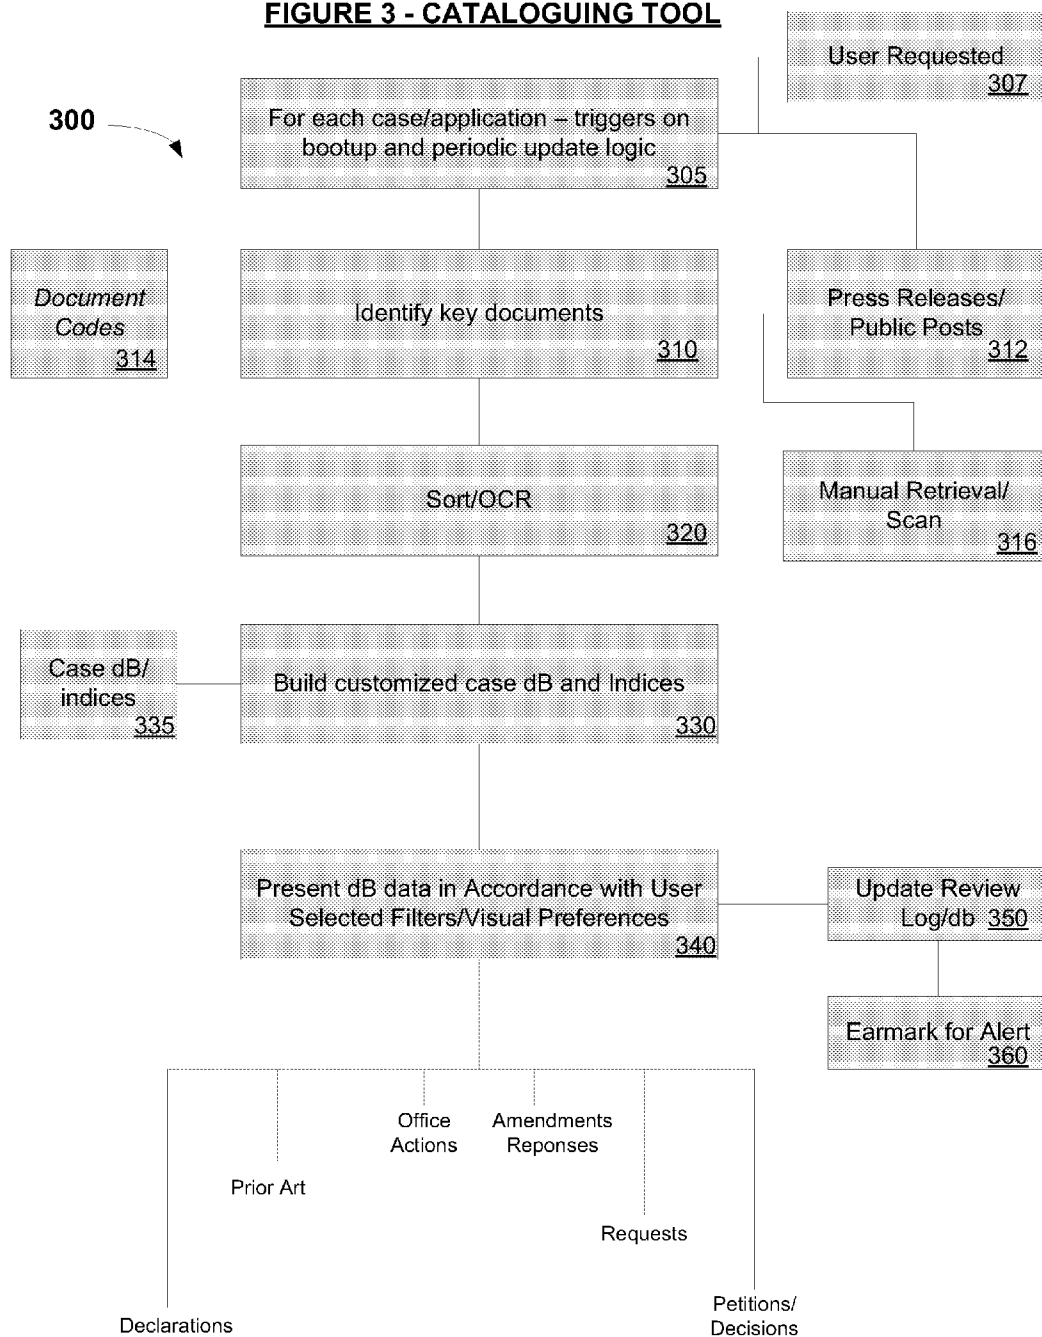 FIGURE 3 - CATALOGUING TOOL
User Requested
307
300
For each case/application – triggers on
bootup and periodic update logic
305
Document
Codes
314
Identify key documents
310
Press Releases/
Public Posts
312
Sort/OCR
320
Manual Retrieval/
Scan
316
Case dB/
indices
335
Build customized case dB and Indices
330
Present dB data in Accordance with User
Selected Filters/Visual Preferences
340
Update Review
Log/db 350
Earmark for Alert
360
Office
Actions
Amendments
Reponses
Prior Art
Requests
Declarations
Petitions/
Decisions